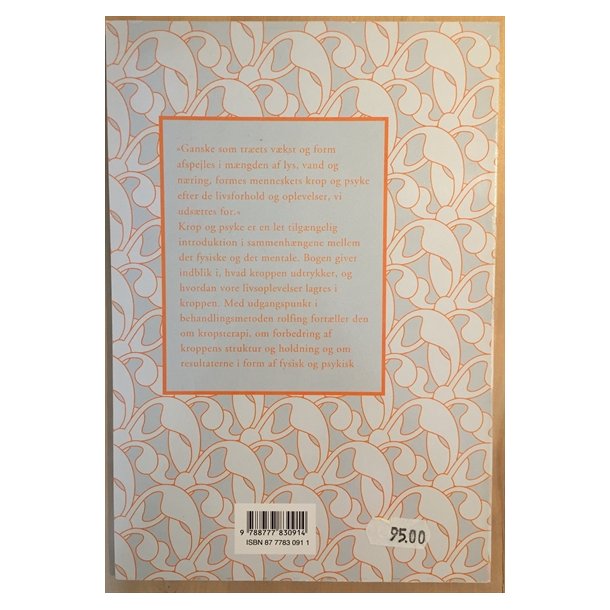 »Ganske som træets vækst og form
afspejles i mængden af lys, vand og
næring, formes menneskets krop og psyke
efter de livsforhold og oplevelser, vi
udsættes for.«
Krop og psyke er en let tilgængelig
introduktion i sammenhængene mellem
det fysiske og det mentale. Bogen giver
indblik i, hvad kroppen udtrykker, og
hvordan vore livsoplevelser lagres i
kroppen. Med udgangspunkt i
behandlingsmetoden rolfing fortæller den
om kropsterapi, om forbedring af
kroppens struktur og holdning og om
resultaterne i form af fysisk og psykisk
9 788777 830914
ISBN 87 7783 091 1
95.00